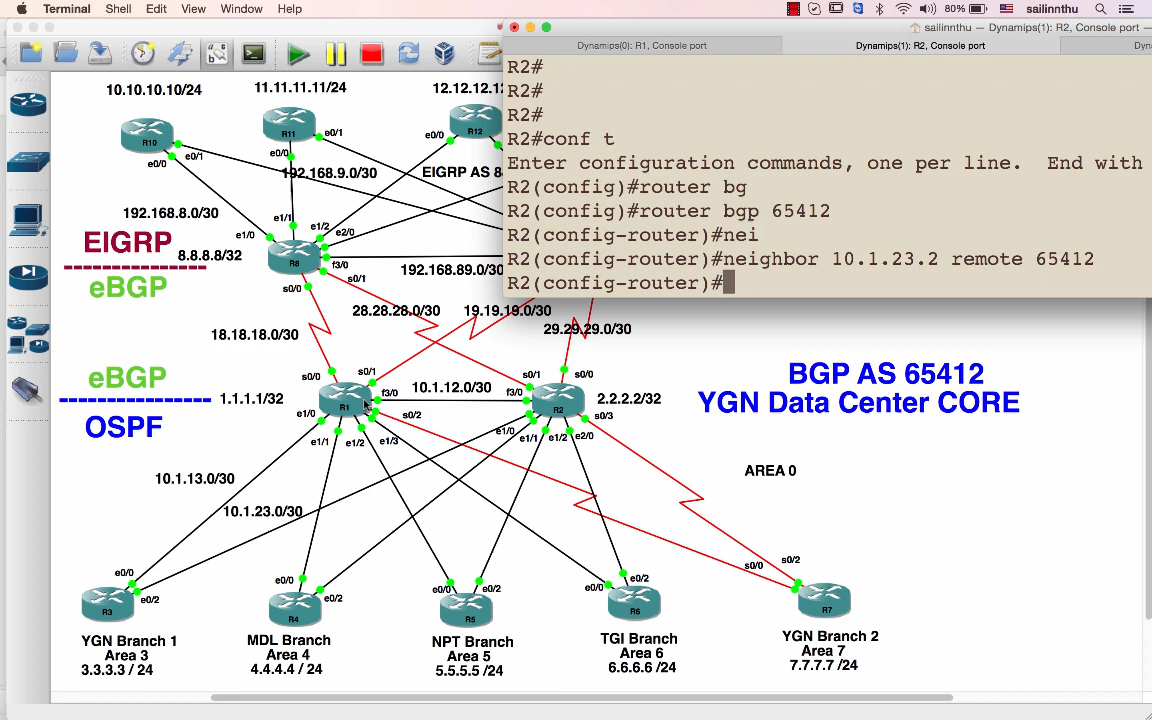 Terminal Shell Edit View Window Help
80% sailinnthu
sailinnthu — Dynamips(1): R2, Console port
Dynamips(0): R1, Console port
Dynamips(1): R2, Console port
R2#
R2#
R2#
R2#conf t
Enter configuration commands, one per line. End with
R2(config)#router bg
R2(config)#router bgp 65412
R2(config-router)#nei
R2(config-router)#neighbor 10.1.23.2 remote 65412
R2(config-router)#
10.10.10.10/24
11.11.11.11/24
12.12.12.12
R10
R11
R12
e0/0
e0/1
e0/0
e0/1
e0/0
192.168.9.0/30
EIGRP AS 8
192.168.8.0/30
e1/1
e1/2
e2/0
e1/0
EIGRP
8.8.8.8/32
R8
f3/0
s0/1
192.168.89.0/30
eBGP
s0/0
28.28.28.0/30
19.19.19.0/30
18.18.18.0/30
29.29.29.0/30
eBGP
s0/0
s0/1
s0/1
s0/0
10.1.12.0/30
BGP AS 65412
YGN Data Center CORE
1.1.1.1/32
R1
f3/0
f3/0
R2
2.2.2.2/32
OSPF
e1/0
s0/2
s0/3
e1/1
e1/2
e1/3
e1/0
e1/1
e1/2
e2/0
AREA 0
10.1.13.0/30
10.1.23.0/30
e0/0
e0/2
e0/0
e0/2
e0/0
e0/2
e0/0
e0/2
s0/0
s0/2
R3
R4
R5
R6
R7
YGN Branch 1
Area 3
3.3.3.3 / 24
MDL Branch
Area 4
4.4.4.4 / 24
NPT Branch
Area 5
5.5.5.5 /24
TGI Branch
Area 6
6.6.6.6 /24
YGN Branch 2
Area 7
7.7.7.7 /24